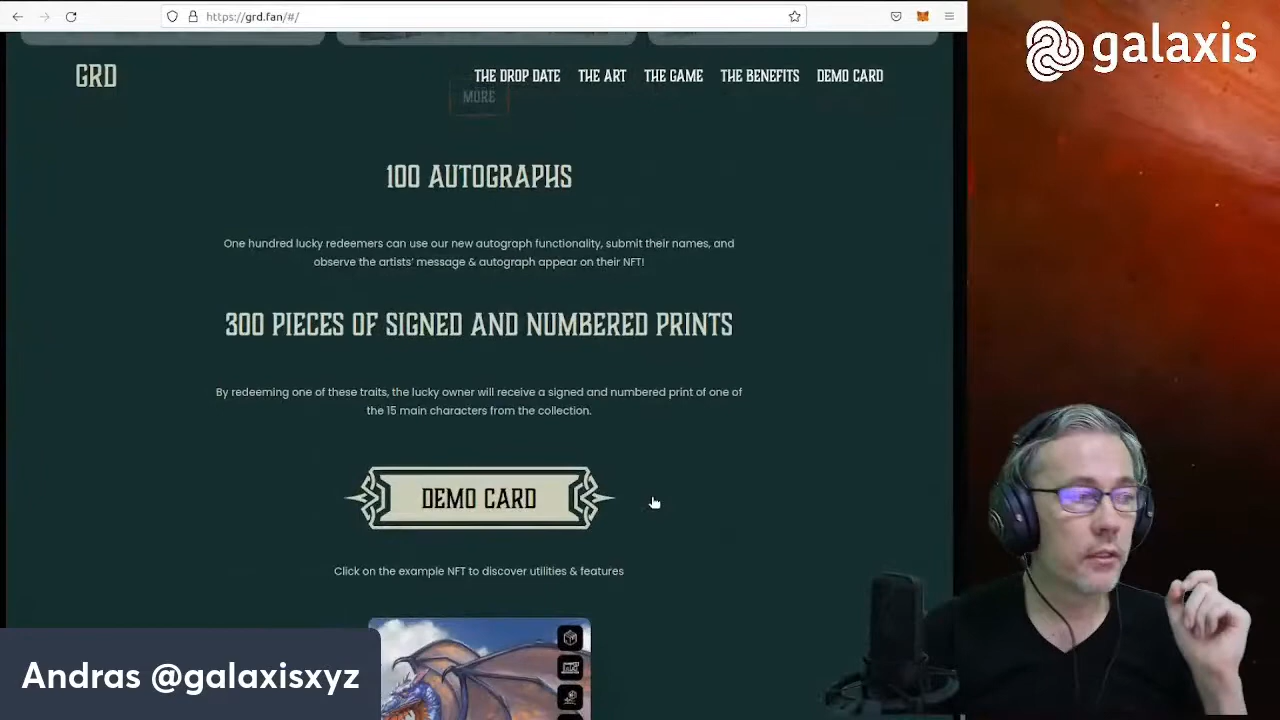 https://grd.fan/#/
galaxis
GRD
THE DROP DATE THE ART THE GAME THE BENEFITS DEMO CARD
MORE
100 AUTOGRAPHS
One hundred lucky redeemers can use our new autograph functionality, submit their names, and
observe the artists' message & autograph appear on their NFT!
300 PIECES OF SIGNED AND NUMBERED PRINTS
By redeeming one of these traits, the lucky owner will receive a signed and numbered print of one of
the 15 main characters from the collection.
DEMO CARD
Click on the example NFT to discover utilities & features
Andras @galaxisxyz